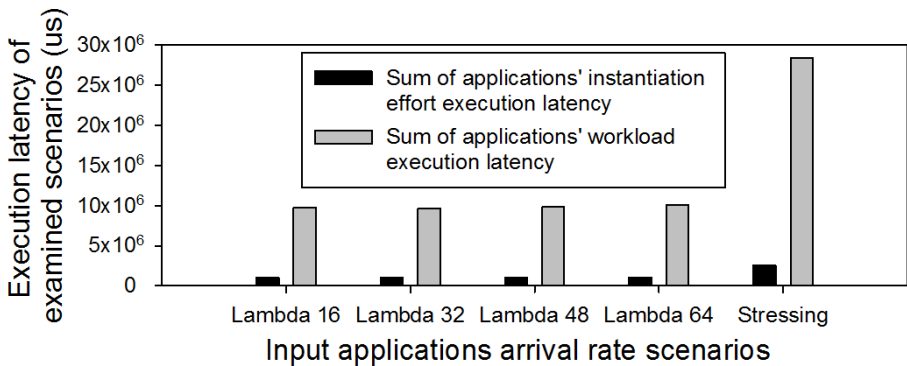 Execution latency of
examined scenarios (us)
30x10⁶
25x10⁶
20x10⁶
15x10⁶
10x10⁶
5x10⁶
0
Sum of applications' instantiation
effort execution latency
Sum of applications' workload
execution latency
Lambda 16 Lambda 32 Lambda 48 Lambda 64 Stressing
Input applications arrival rate scenarios